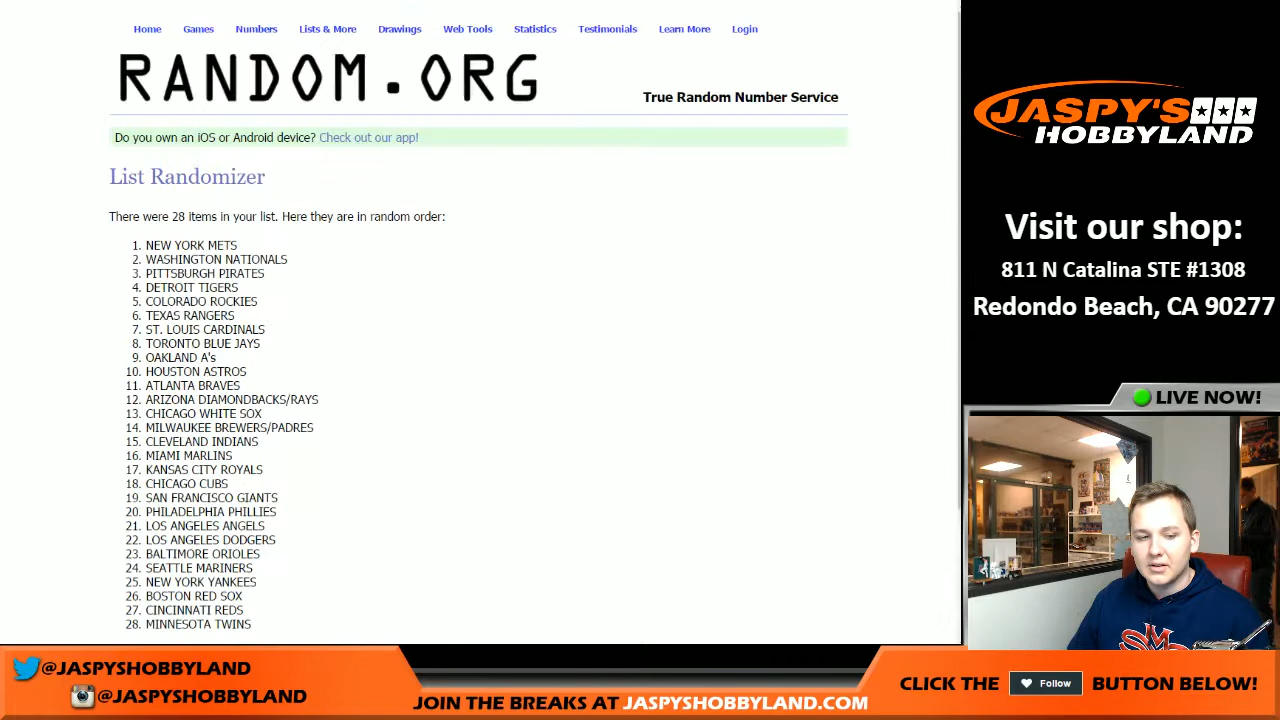 Home Games Numbers Lists & More Drawings Web Tools Statistics Testimonials Learn More Login
RANDOM.ORG
True Random Number Service
Do you own an iOS or Android device? Check out our app!
List Randomizer
There were 28 items in your list. Here they are in random order:
1. NEW YORK METS
2. WASHINGTON NATIONALS
3. PITTSBURGH PIRATES
4. DETROIT TIGERS
5. COLORADO ROCKIES
6. TEXAS RANGERS
7. ST. LOUIS CARDINALS
8. TORONTO BLUE JAYS
9. OAKLAND A's
10. HOUSTON ASTROS
11. ATLANTA BRAVES
12. ARIZONA DIAMONDBACKS/RAYS
13. CHICAGO WHITE SOX
14. MILWAUKEE BREWERS/PADRES
15. CLEVELAND INDIANS
16. MIAMI MARLINS
17. KANSAS CITY ROYALS
18. CHICAGO CUBS
19. SAN FRANCISCO GIANTS
20. PHILADELPHIA PHILLIES
21. LOS ANGELES ANGELS
22. LOS ANGELES DODGERS
23. BALTIMORE ORIOLES
24. SEATTLE MARINERS
25. NEW YORK YANKEES
26. BOSTON RED SOX
27. CINCINNATI REDS
28. MINNESOTA TWINS
JASPY'S
HOBBYLAND
Visit our shop:
811 N Catalina STE #1308
Redondo Beach, CA 90277
LIVE NOW!
SMC
@JASPYSHOBBYLAND
@JASPYSHOBBYLAND
JOIN THE BREAKS AT JASPYSHOBBYLAND.COM
CLICK THE Follow BUTTON BELOW!